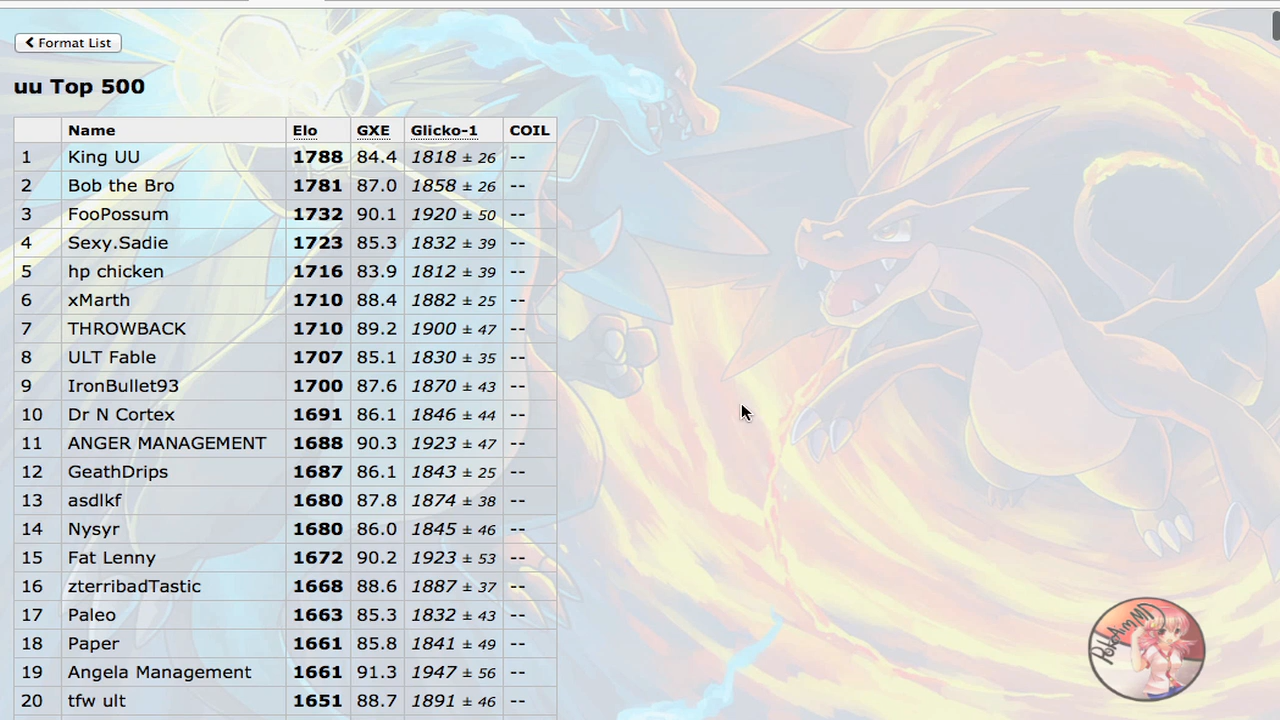 Format List
uu Top 500
Name Elo GXE Glicko-1 COIL
1 King UU 1788 84.4 1818 ± 26 --
2 Bob the Bro 1781 87.0 1858 ± 26 --
3 FooPossum 1732 90.1 1920 ± 50 --
4 Sexy.Sadie 1723 85.3 1832 ± 39 --
5 hp chicken 1716 83.9 1812 ± 39 --
6 xMarth 1710 88.4 1882 ± 25 --
7 THROWBACK 1710 89.2 1900 ± 47 --
8 ULT Fable 1707 85.1 1830 ± 35 --
9 IronBullet93 1700 87.6 1870 ± 43 --
10 Dr N Cortex 1691 86.1 1846 ± 44 --
11 ANGER MANAGEMENT 1688 90.3 1923 ± 47 --
12 GeathDrips 1687 86.1 1843 ± 25 --
13 asdlkf 1680 87.8 1874 ± 38 --
14 Nysyr 1680 86.0 1845 ± 46 --
15 Fat Lenny 1672 90.2 1923 ± 53 --
16 zterribadTastic 1668 88.6 1887 ± 37 --
17 Paleo 1663 85.3 1832 ± 43 --
18 Paper 1661 85.8 1841 ± 49 --
19 Angela Management 1661 91.3 1947 ± 56 --
20 tfw ult 1651 88.7 1891 ± 46 --
PokeaimMD